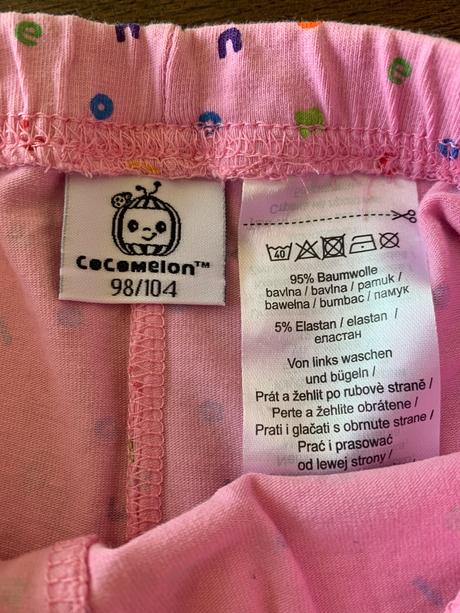 e n n e
o
CoComeLon™
98/104
40
95% Baumwolle
bavlna / bavlna / pamuk /
bawełna / bumbac / памук
5% Elastan / elastan /
еластан
Von links waschen
und bügeln /
Prát a žehlit po rubovè straně /
Perte a žehlite obrátene /
Prati i glačati s obrnute strane /
Prać i prasować
od lewej strony /